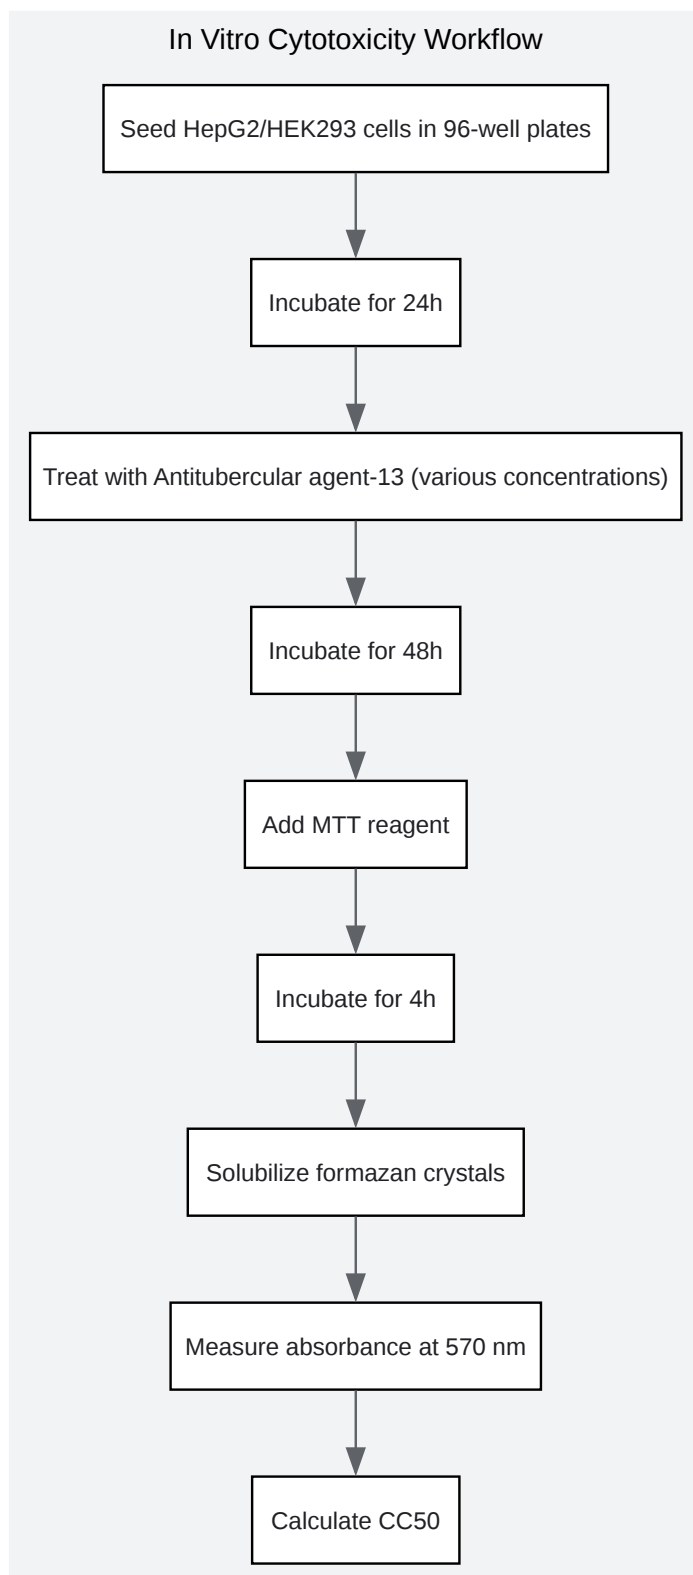 In Vitro Cytotoxicity Workflow
Seed HepG2/HEK293 cells in 96-well plates
Incubate for 24h
Treat with Antitubercular agent-13 (various concentrations)
Incubate for 48h
Add MTT reagent
Incubate for 4h
Solubilize formazan crystals
Measure absorbance at 570 nm
Calculate CC50